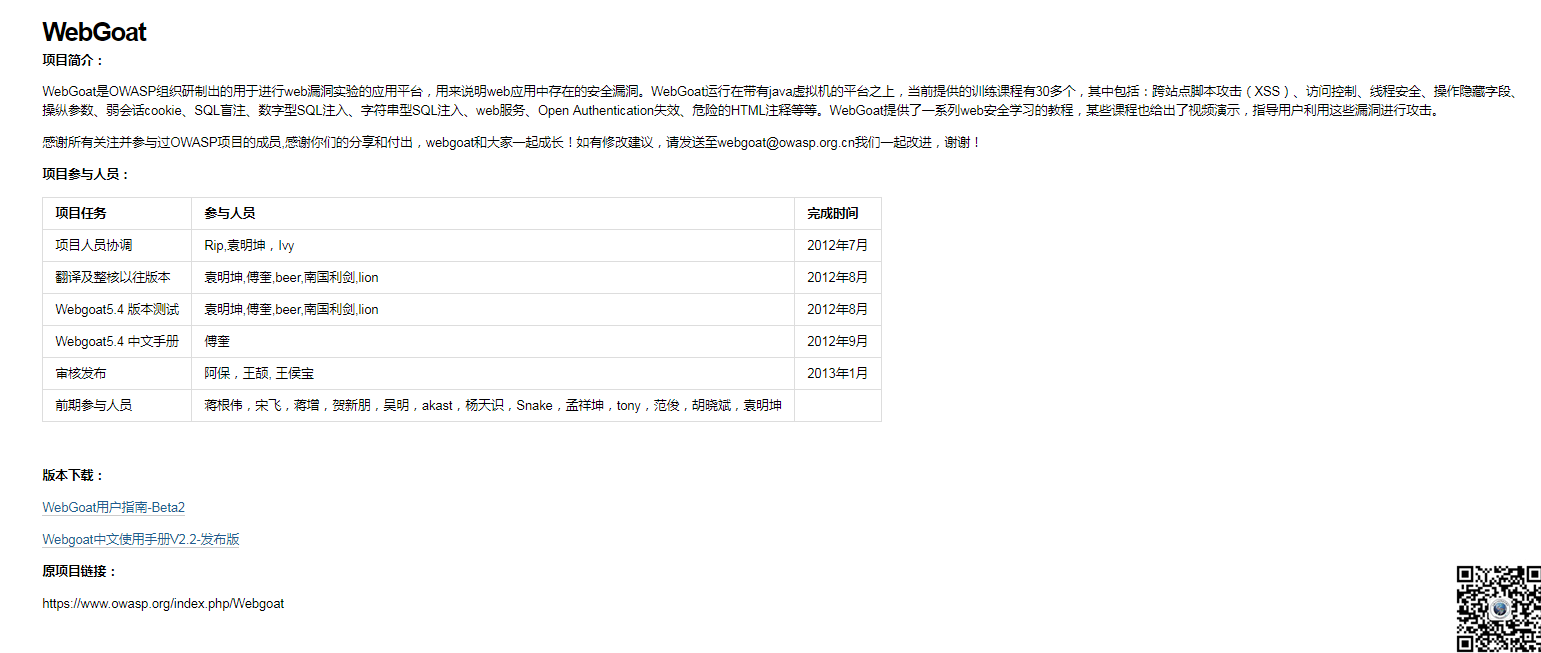 WebGoat
项目简介：
WebGoat是OWASP组织研制出的用于进行web漏洞实验的应用平台，用来说明web应用中存在的安全漏洞。WebGoat运行在带有java虚拟机的平台之上，当前提供的训练课程有30多个，其中包括：跨站点脚本攻击（XSS）、访问控制、线程安全、操作隐藏字段、
操纵参数、弱会话cookie、SQL盲注、数字型SQL注入、字符串型SQL注入、web服务、Open Authentication失效、危险的HTML注释等等。WebGoat提供了一系列web安全学习的教程，某些课程也给出了视频演示，指导用户利用这些漏洞进行攻击。
感谢所有关注并参与过OWASP项目的成员,感谢你们的分享和付出，webgoat和大家一起成长！如有修改建议，请发送至webgoat@owasp.org.cn我们一起改进，谢谢！
项目参与人员：
项目任务 参与人员 完成时间
项目人员协调 Rip,袁明坤，Ivy 2012年7月
翻译及整核以往版本 袁明坤,傅奎,beer,南国利剑,lion 2012年8月
Webgoat5.4 版本测试 袁明坤,傅奎,beer,南国利剑,lion 2012年8月
Webgoat5.4 中文手册 傅奎 2012年9月
审核发布 阿保，王颉, 王侯宝 2013年1月
前期参与人员 蒋根伟，宋飞，蒋增，贺新朋，吴明，akast，杨天识，Snake，孟祥坤，tony，范俊，胡晓斌，袁明坤
版本下载：
WebGoat用户指南-Beta2
Webgoat中文使用手册V2.2-发布版
原项目链接：
https://www.owasp.org/index.php/Webgoat